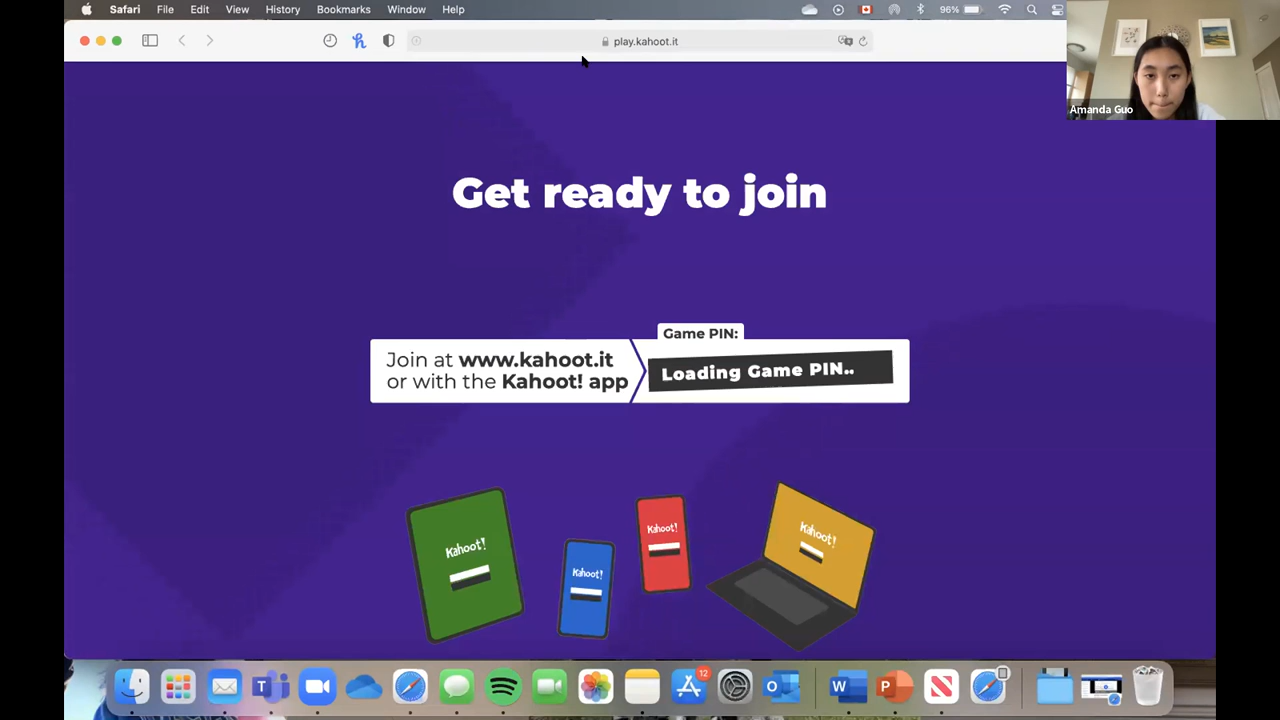 Safari File Edit View History Bookmarks Window Help 96%
play.kahoot.it
Amanda Guo
Get ready to join
Game PIN:
Join at www.kahoot.it
or with the Kahoot! app
Loading Game PIN..
Kahoot!
Kahoot!
Kahoot!
Kahoot!
12